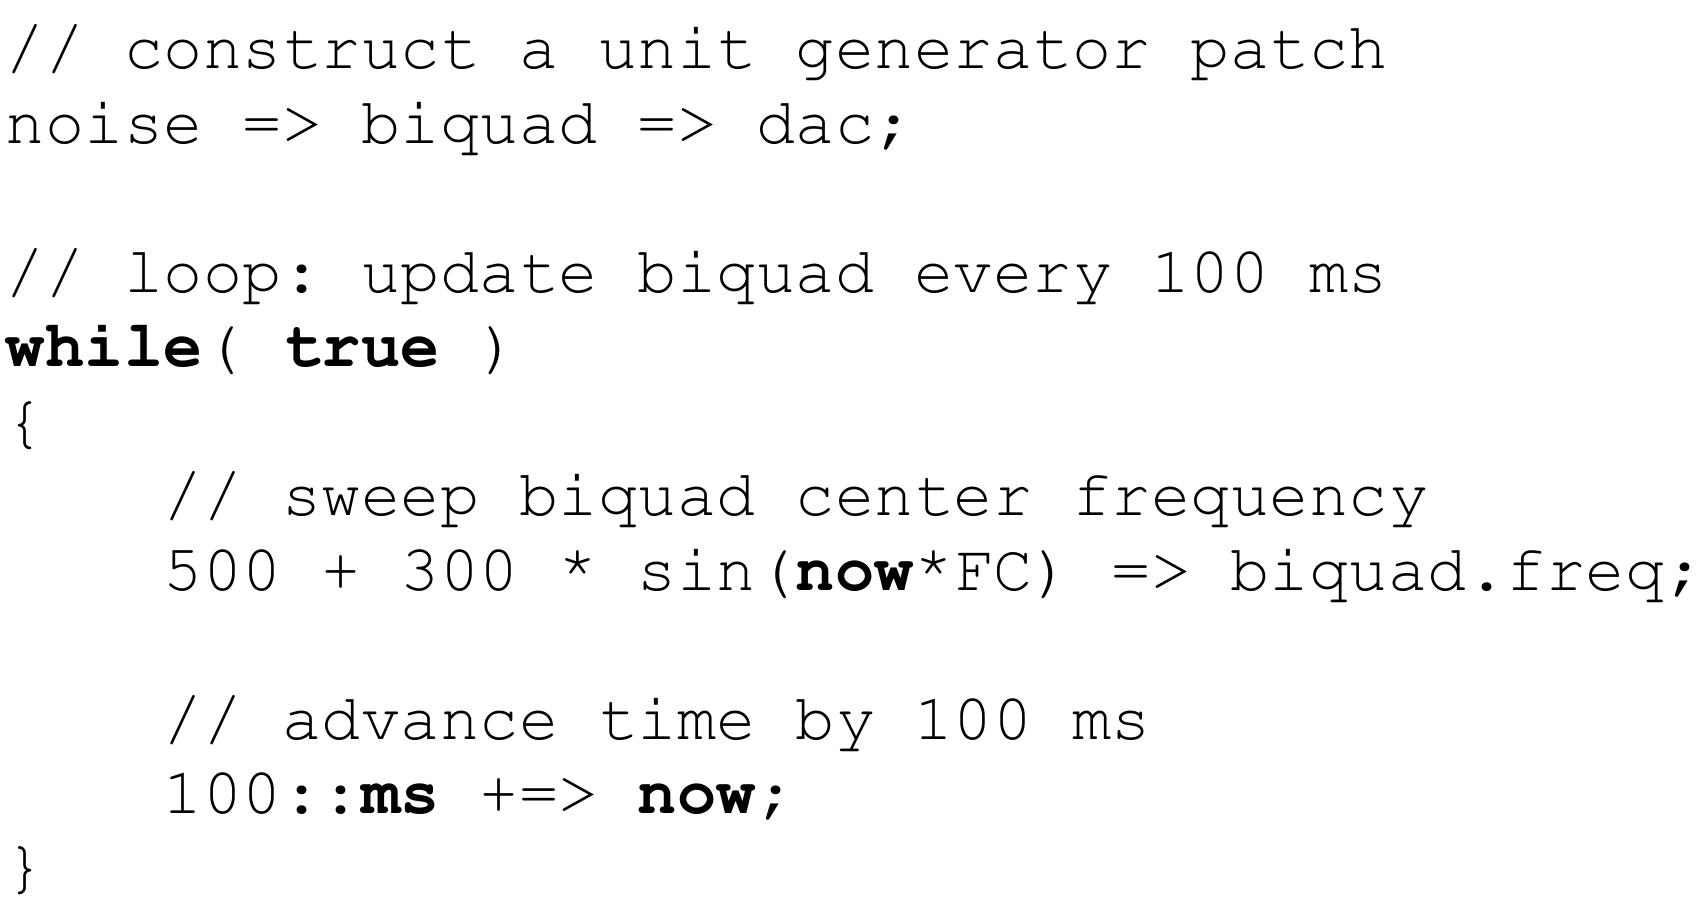 // construct a unit generator patch
noise => biquad => dac;
// loop: update biquad every 100 ms
while( true )
{
// sweep biquad center frequency
500 + 300 * sin(now*FC) => biquad.freq;
// advance time by 100 ms
100::ms +=> now;
}